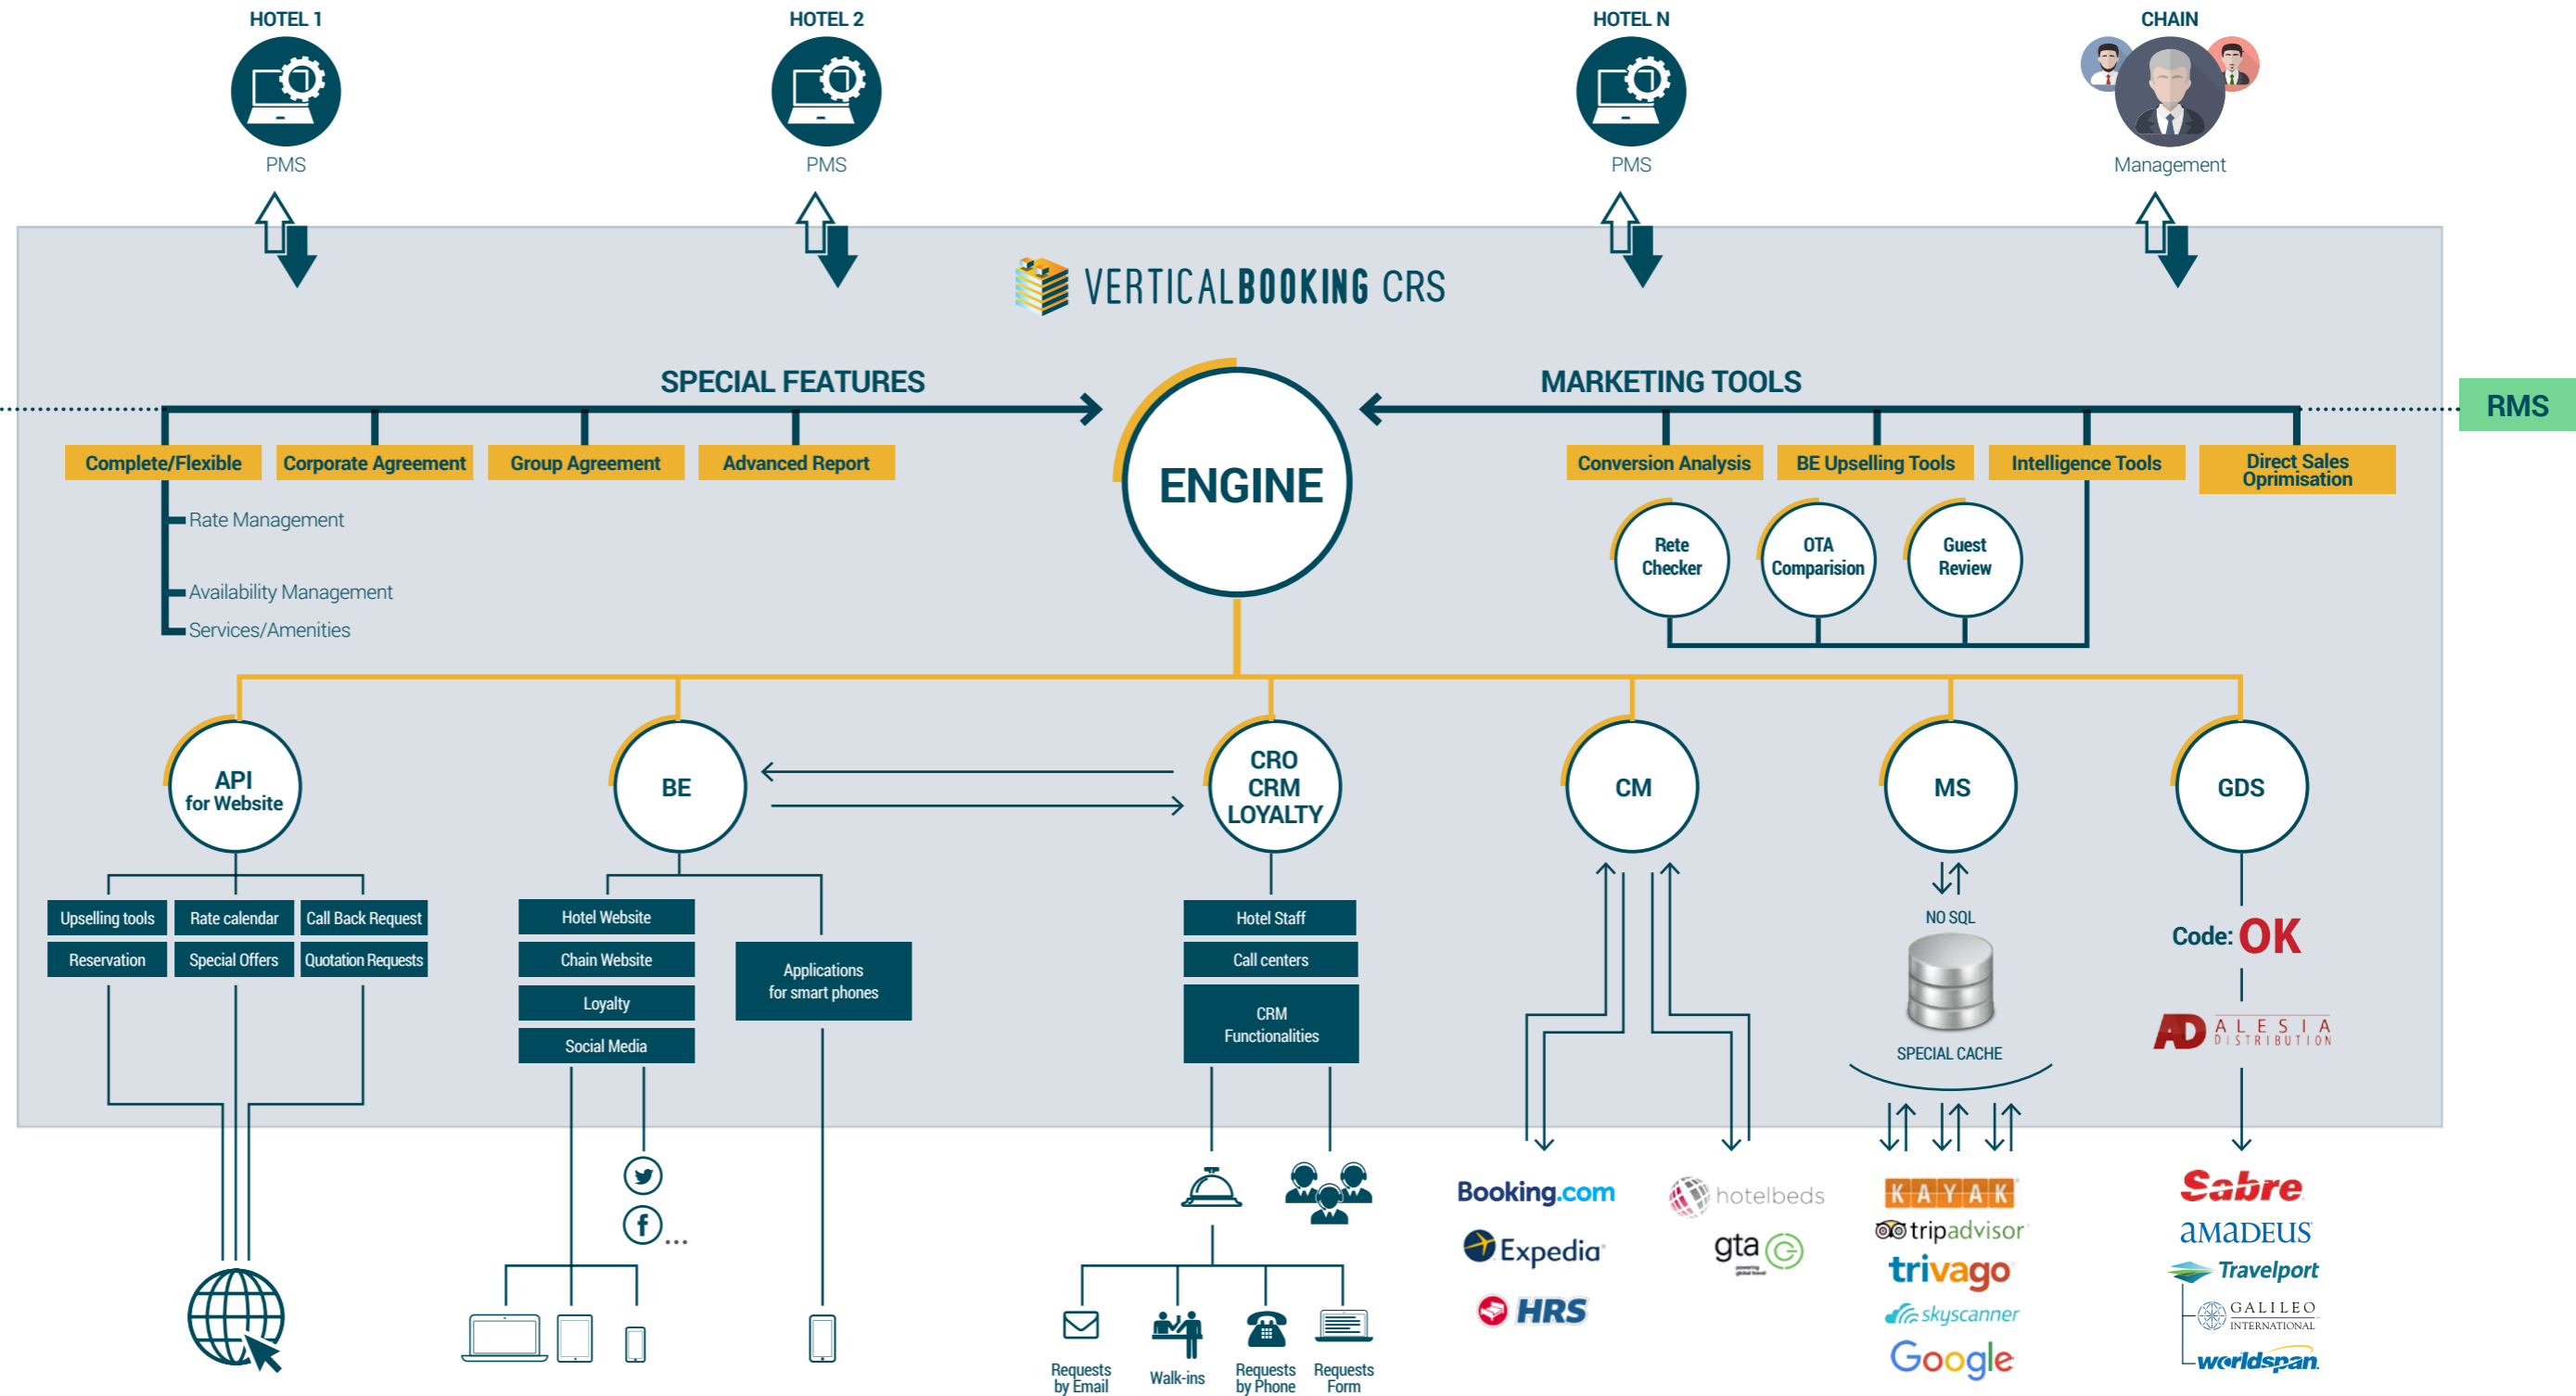 HOTEL 1
HOTEL 2
HOTEL N
CHAIN
PMS
PMS
PMS
Management
VERTICALBOOKING CRS
SPECIAL FEATURES
MARKETING TOOLS
RMS
Complete/Flexible
Corporate Agreement
Group Agreement
Advanced Report
ENGINE
Conversion Analysis
BE Upselling Tools
Intelligence Tools
Direct Sales
Oprimisation
Rate Management
Availability Management
Services/Amenities
Rete
Checker
OTA
Comparision
Guest
Review
API
for Website
BE
CRO
CRM
LOYALTY
CM
MS
GDS
Upselling tools
Rate calendar
Call Back Request
Reservation
Special Offers
Quotation Requests
Hotel Website
Chain Website
Loyalty
Social Media
Applications
for smart phones
Hotel Staff
Call centers
CRM
Functionalities
NO SQL
SPECIAL CACHE
Code: OK
AD ALESIA
DISTRIBUTION
...
Requests
by Email
Walk-ins
Requests
by Phone
Requests
Form
Booking.com
Expedia
HRS
hotelbeds
gta
powering
global travel
KAYAK
tripadvisor
trivago
skyscanner
Google
Sabre
amadeus
Travelport
GALILEO
INTERNATIONAL
worldspan